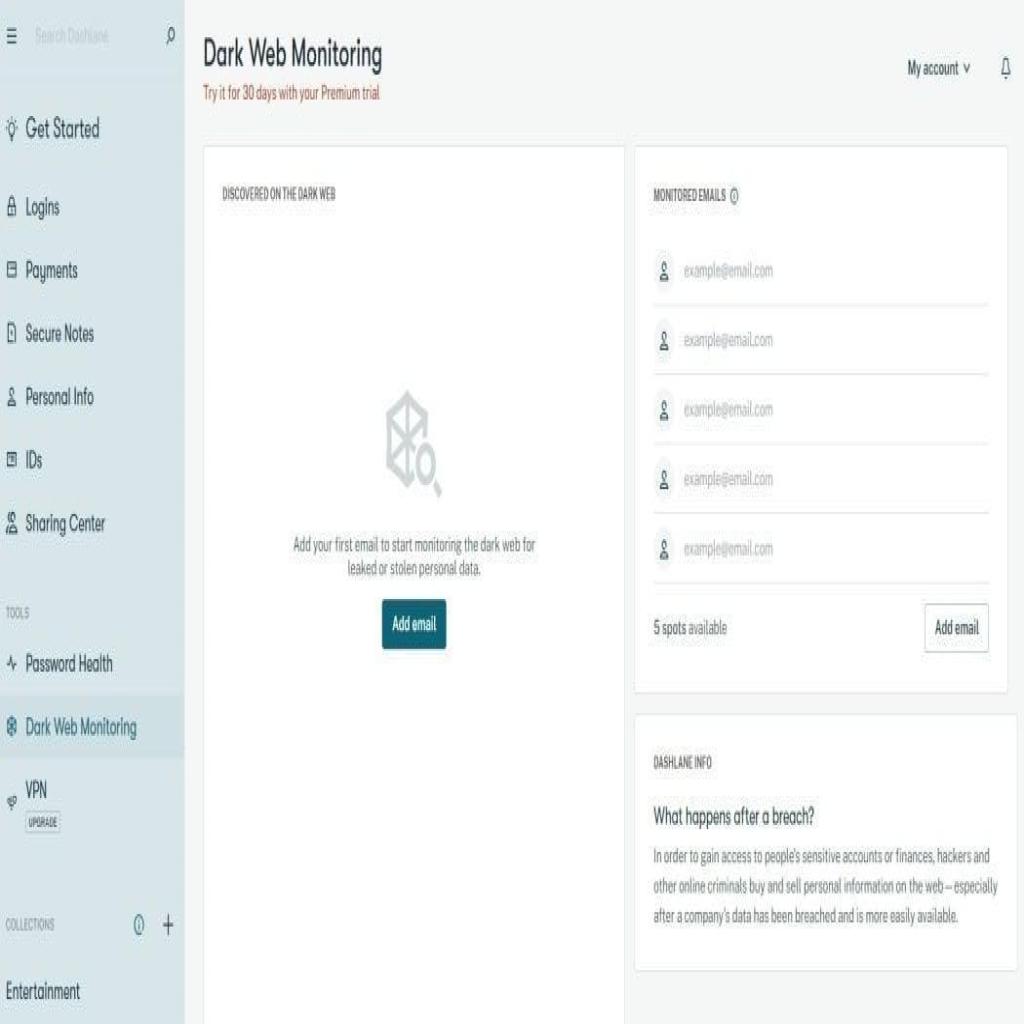 Search Dashlane
Get Started
Logins
Payments
Secure Notes
Personal Info
IDs
Sharing Center
TOOLS
Password Health
Dark Web Monitoring
VPN
UPGRADE
COLLECTIONS
Entertainment
Dark Web Monitoring
Try it for 30 days with your Premium trial
My account
DISCOVERED ON THE DARK WEB
Add your first email to start monitoring the dark web for
leaked or stolen personal data.
Add email
MONITORED EMAILS
example@email.com
example@email.com
example@email.com
example@email.com
example@email.com
5 spots available
Add email
DASHLANE INFO
What happens after a breach?
In order to gain access to people's sensitive accounts or finances, hackers and
other online criminals buy and sell personal information on the web – especially
after a company's data has been breached and is more easily available.